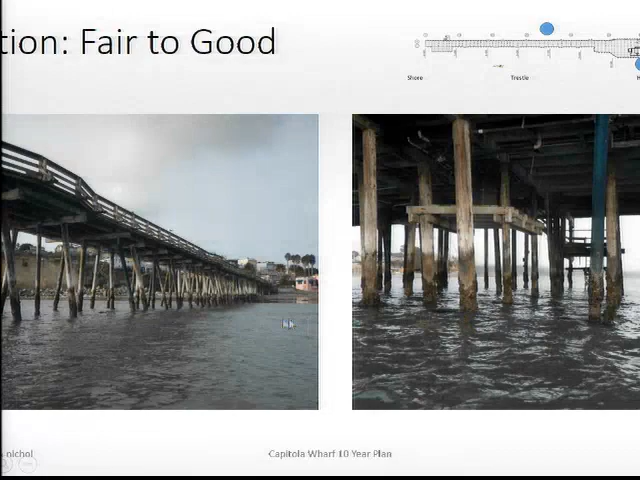 tion: Fair to Good
Shore
Trestle
H
nichol
Capitola Wharf 10 Year Plan